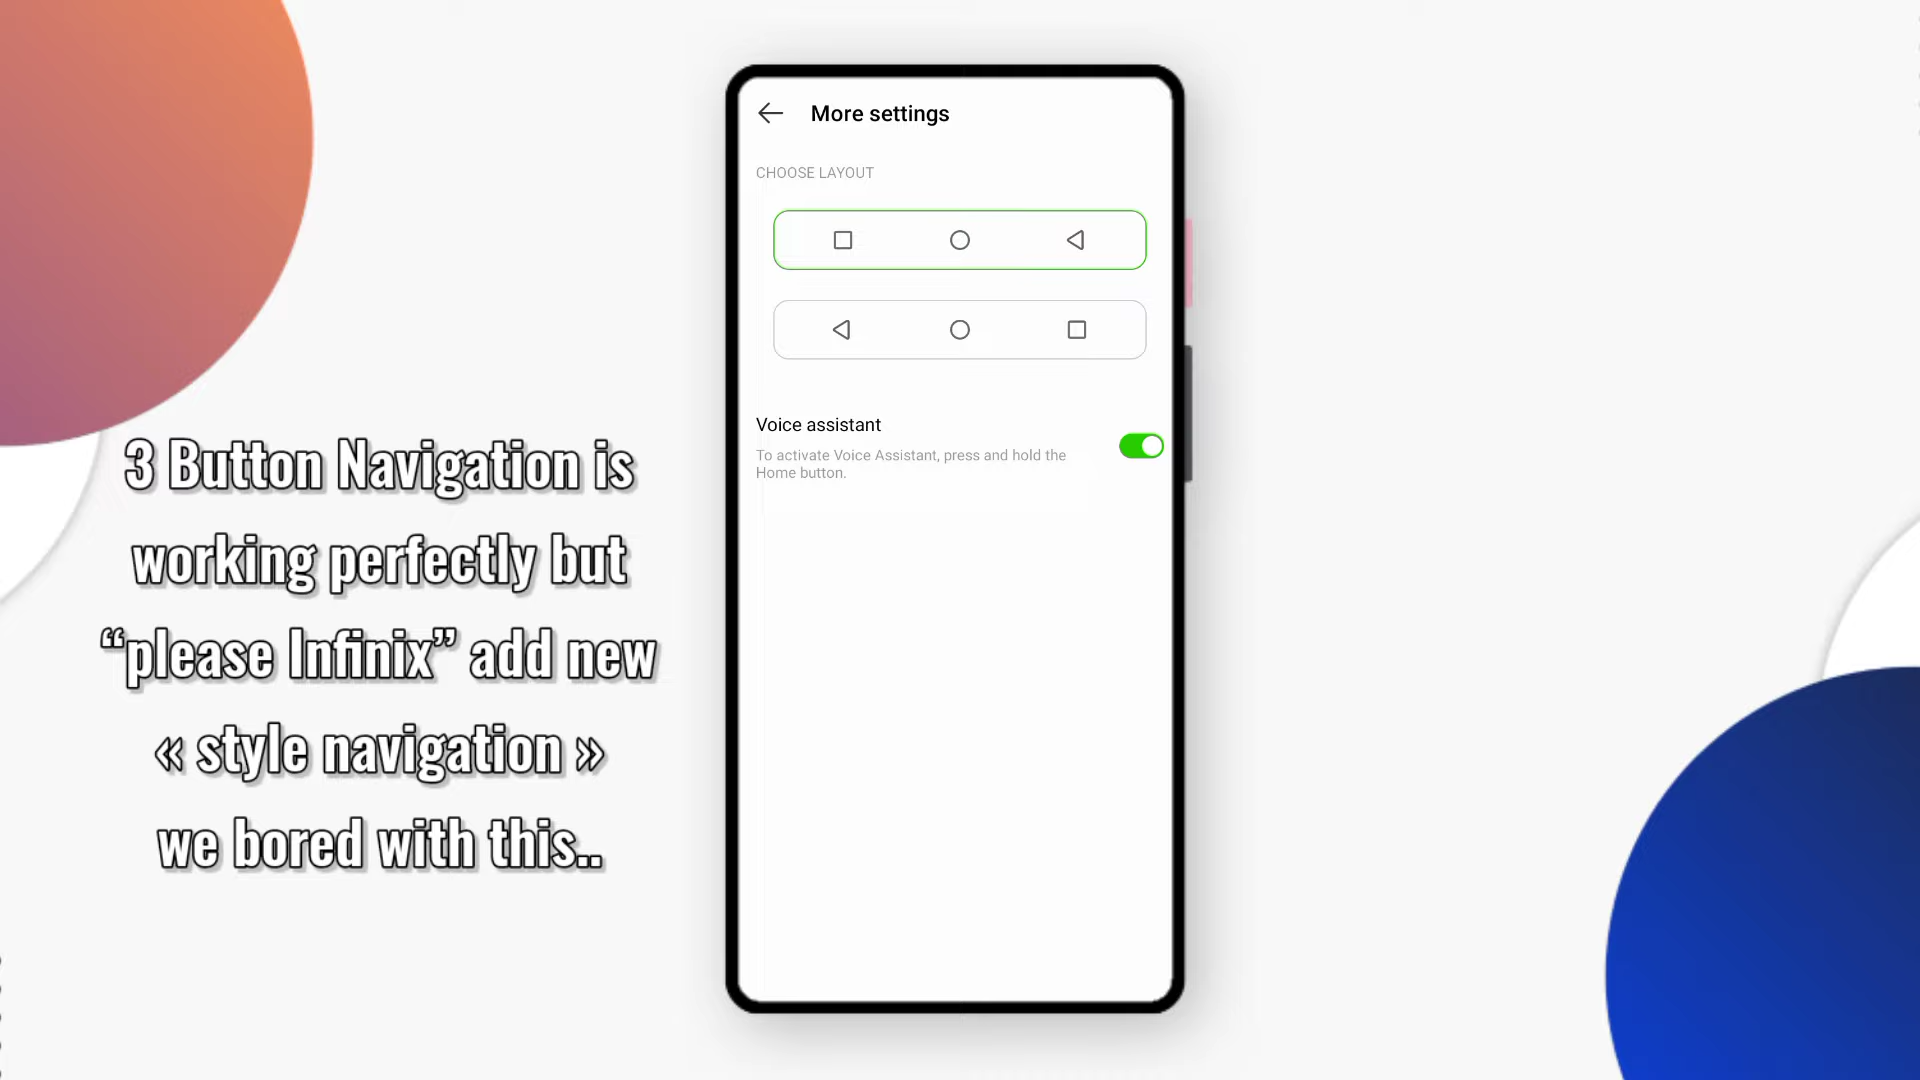 More settings
CHOOSE LAYOUT
Voice assistant
To activate Voice Assistant, press and hold the
Home button.
3 Button Navigation is
working perfectly but
“please Infinix” add new
« style navigation »
we bored with this..